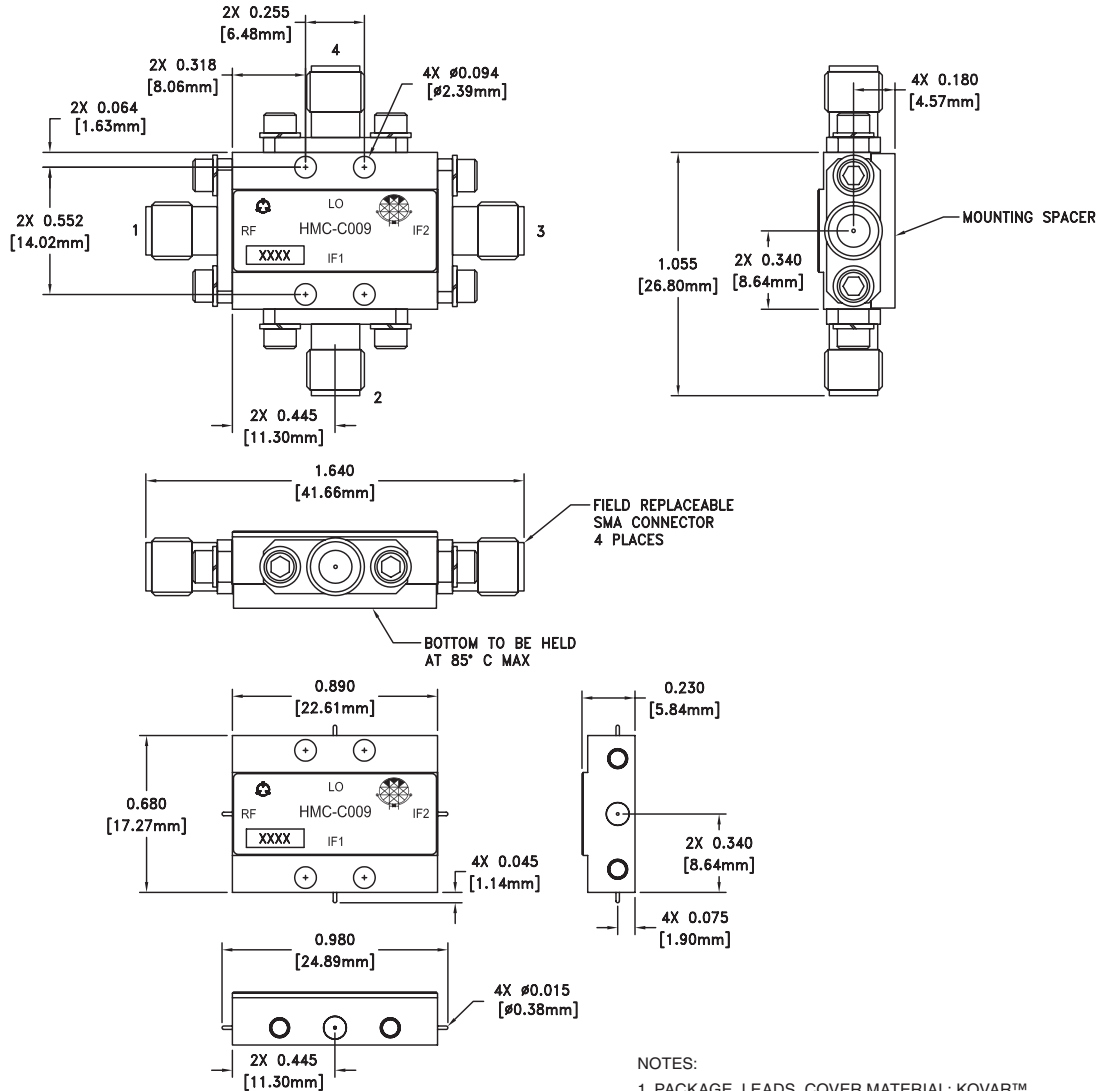 2X 0.255
[6.48mm]
4
2X 0.318
[8.06mm]
4X ø0.094
[ø2.39mm]
2X 0.064
[1.63mm]
2X 0.552
[14.02mm]
1
LO
RF
HMC-C009
IF2
XXXX
IF1
3
2
2X 0.445
[11.30mm]
4X 0.180
[4.57mm]
MOUNTING SPACER
1.055
[26.80mm]
2X 0.340
[8.64mm]
1.640
[41.66mm]
FIELD REPLACEABLE
SMA CONNECTOR
4 PLACES
BOTTOM TO BE HELD
AT 85° C MAX
0.890
[22.61mm]
0.680
[17.27mm]
LO
RF
HMC-C009
IF2
XXXX
IF1
4X 0.045
[1.14mm]
0.230
[5.84mm]
2X 0.340
[8.64mm]
4X 0.075
[1.90mm]
0.980
[24.89mm]
4X ø0.015
[ø0.38mm]
2X 0.445
[11.30mm]
NOTES:
1. PACKAGE, LEADS, COVER MATERIAL: KOVAR™